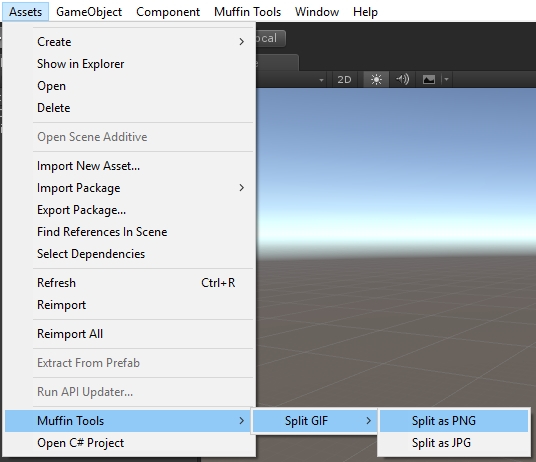 Assets GameObject Component Muffin Tools Window Help
Create
Show in Explorer
Open
Delete
Open Scene Additive
Import New Asset...
Import Package
Export Package...
Find References In Scene
Select Dependencies
Refresh Ctrl+R
Reimport
Reimport All
Extract From Prefab
Run API Updater...
Muffin Tools Split GIF Split as PNG
Open C# Project Split as JPG
ocal
2D